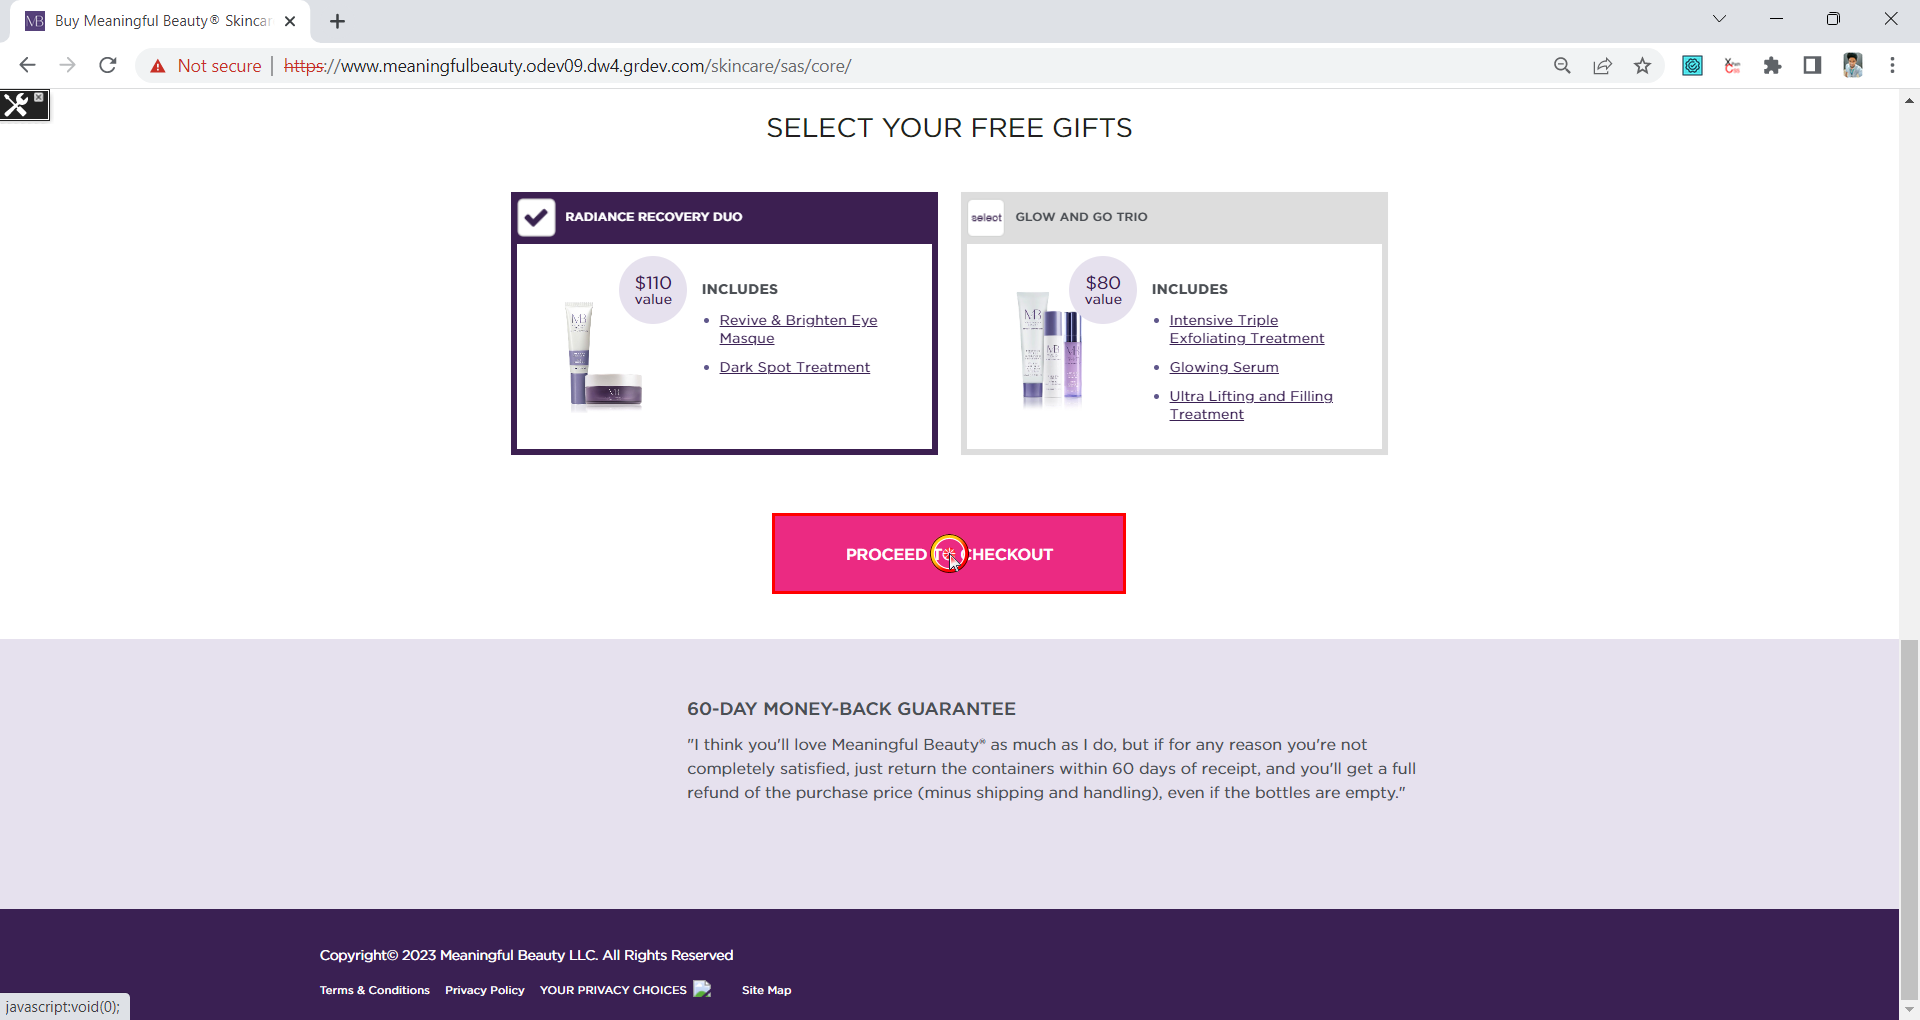 Buy Meaningful Beauty® Skincar
Not secure
https://www.meaningfulbeauty.odev09.dw4.grdev.com/skincare/sas/core/
SELECT YOUR FREE GIFTS
RADIANCE RECOVERY DUO
$110
value
INCLUDES
Revive & Brighten Eye
Masque
Dark Spot Treatment
select
GLOW AND GO TRIO
$80
value
INCLUDES
Intensive Triple
Exfoliating Treatment
Glowing Serum
Ultra Lifting and Filling
Treatment
PROCEED TO CHECKOUT
60-DAY MONEY-BACK GUARANTEE
"I think you'll love Meaningful Beauty® as much as I do, but if for any reason you're not
completely satisfied, just return the containers within 60 days of receipt, and you'll get a full
refund of the purchase price (minus shipping and handling), even if the bottles are empty."
Copyright© 2023 Meaningful Beauty LLC. All Rights Reserved
Terms & Conditions Privacy Policy YOUR PRIVACY CHOICES Site Map
javascript:void(0);